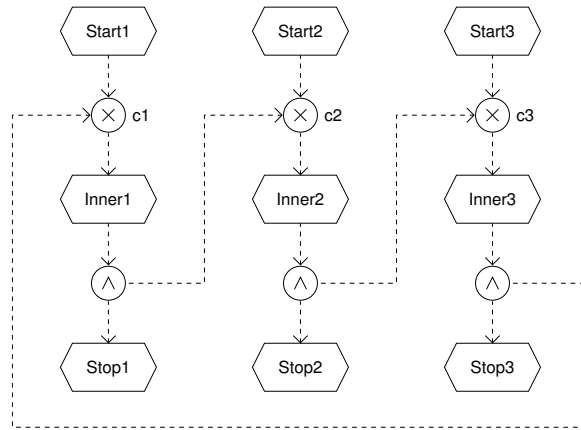 Start1 Start2 Start3
× c1 × c2 × c3
Inner1 Inner2 Inner3
∧ ∧ ∧
Stop1 Stop2 Stop3